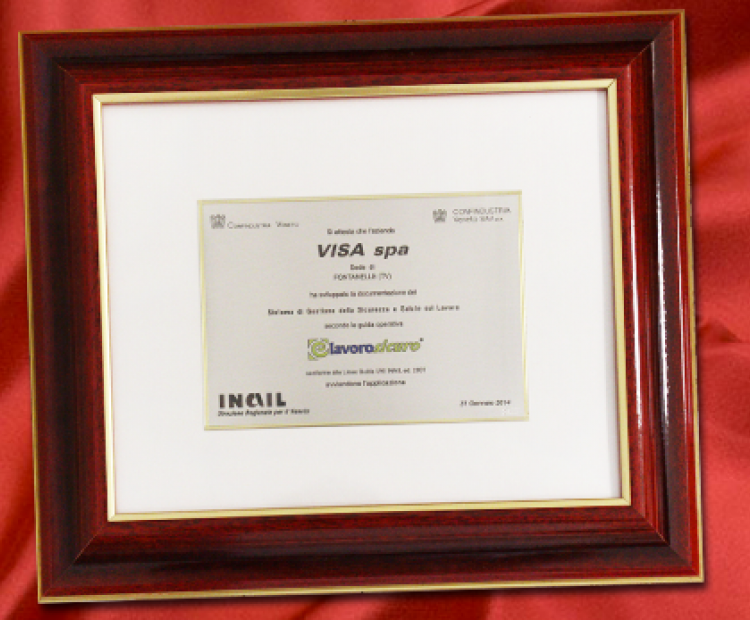 CONFINDUSTRIA VENETO
CONFINDUSTRIA
Veneto SIAV
Si attesta che l'azienda
VISA spa
Sede di
FONTANELLE (TV)
ha sviluppato la documentazione del
Sistema di Gestione della Sicurezza e Salute sul Lavoro
secondo la guida operativa
lavorosicuro
conforme alle Linee Guida UNI INAIL ed. 2001
avviandone l'applicazione
INAIL
Direzione Regionale per il Veneto
31 Gennaio 2014